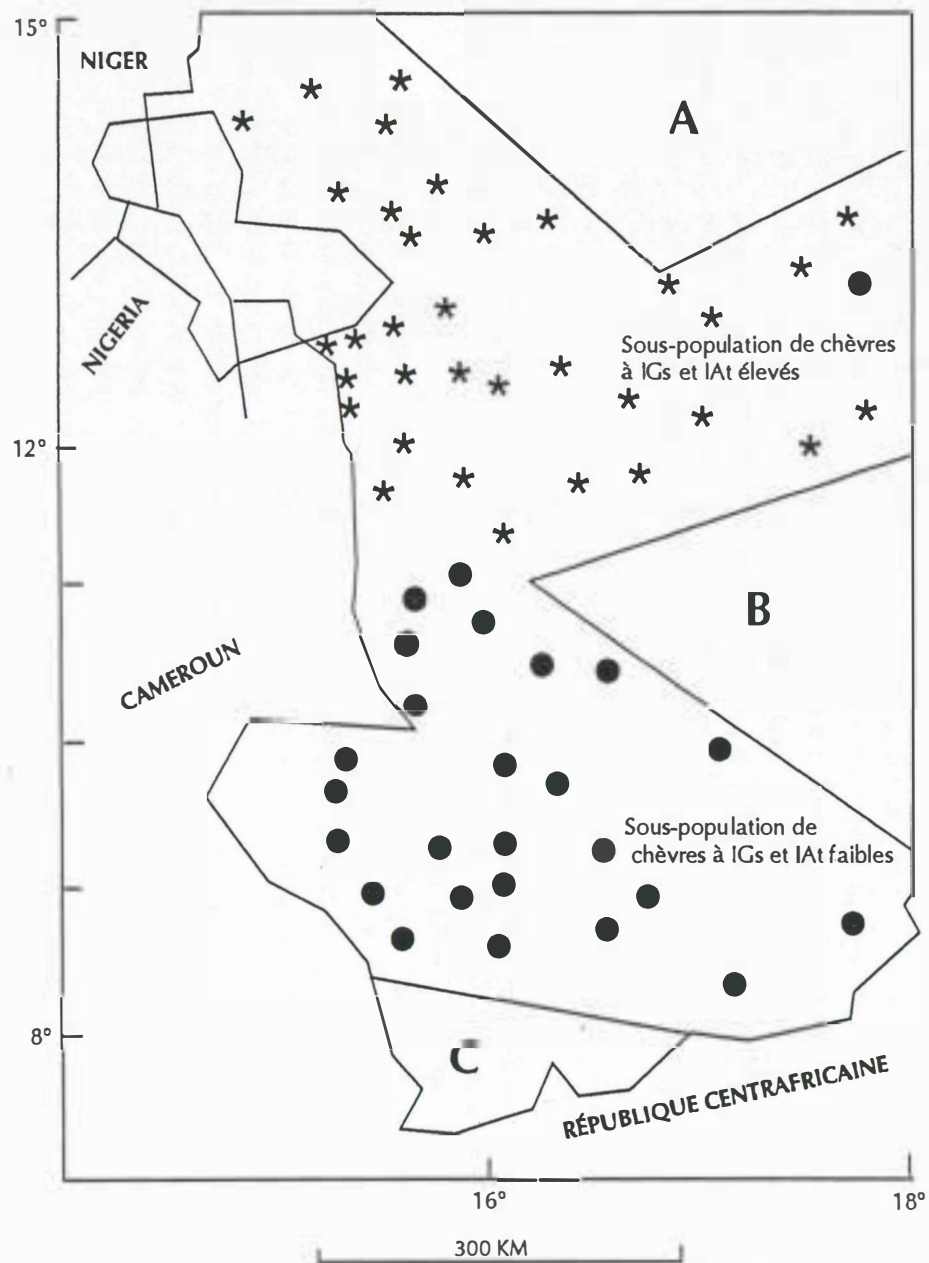 15°
NIGER
A
NIGERIA
Sous-population de chèvres
à IGs et IAt élevés
12°
B
CAMEROUN
Sous-population de
chèvres à IGs et IAt faibles
8°
C
RÉPUBLIQUE CENTRAFRICAINE
16°
18°
300 KM